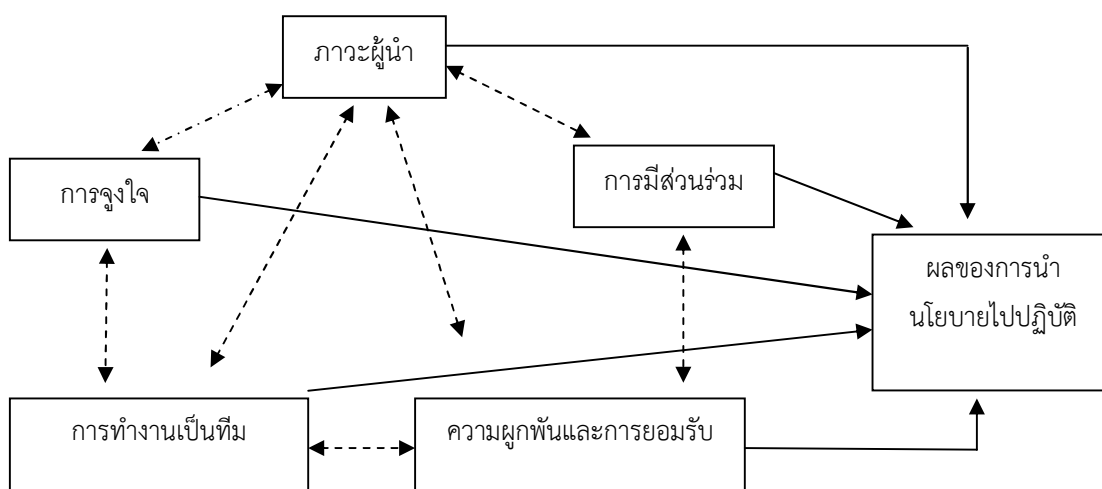 ภาวะผู้นำ
การจูงใจ
การมีส่วนร่วม
ผลของการนำ
นโยบายไปปฏิบัติ
การทำงานเป็นทีม
ความผูกพันและการยอมรับ